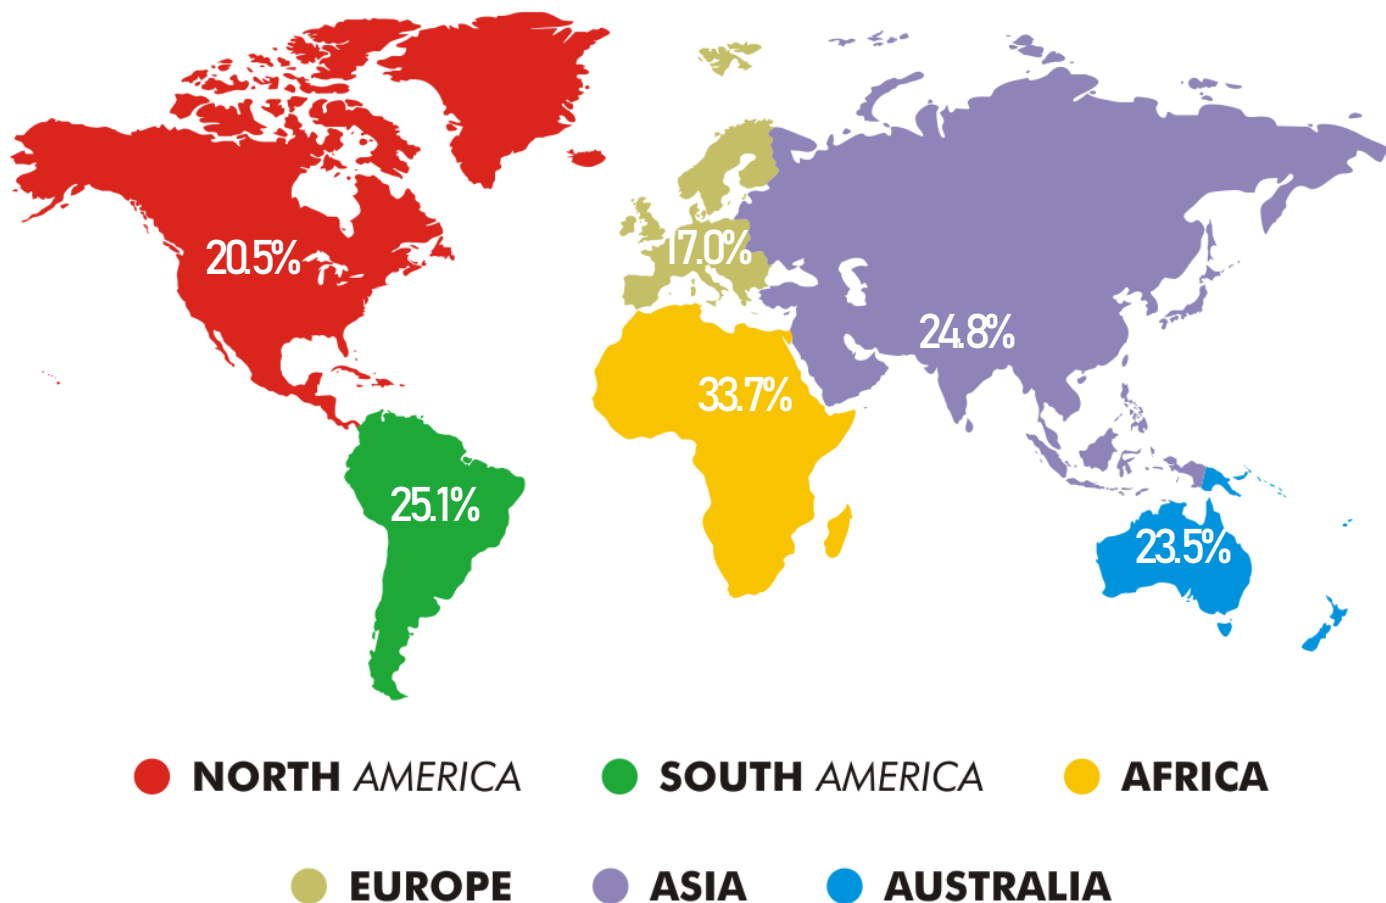 20.5%
17.0%
24.8%
33.7%
25.1%
23.5%
NORTH AMERICA
SOUTH AMERICA
AFRICA
EUROPE
ASIA
AUSTRALIA